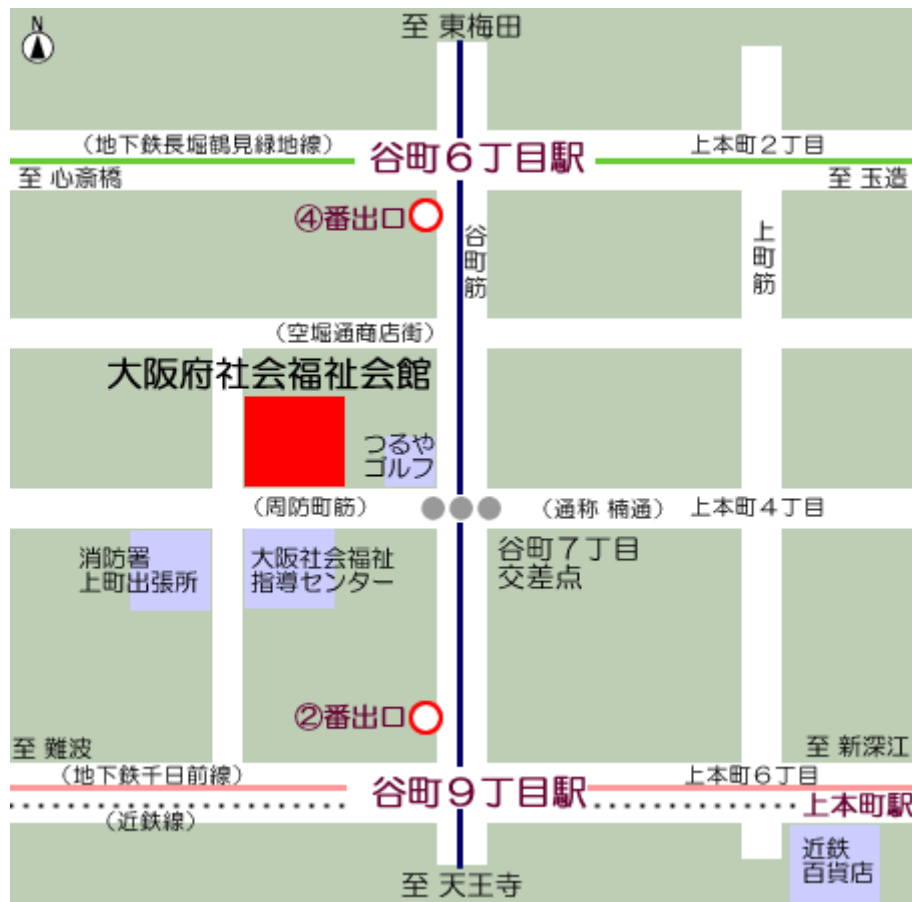 N
至 東梅田
（地下鉄長堀鶴見緑地線）
谷町６丁目駅
上本町２丁目
至 心斎橋
至 玉造
④番出口
谷町筋
上町筋
（空堀通商店街）
大阪府社会福祉会館
つるや
ゴルフ
（周防町筋）
（通称 楠通）
上本町４丁目
消防署
上町出張所
大阪社会福祉
指導センター
谷町７丁目
交差点
②番出口
至 難波
至 新深江
（地下鉄千日前線）
谷町９丁目駅
上本町６丁目
（近鉄線）
上本町駅
近鉄
百貨店
至 天王寺